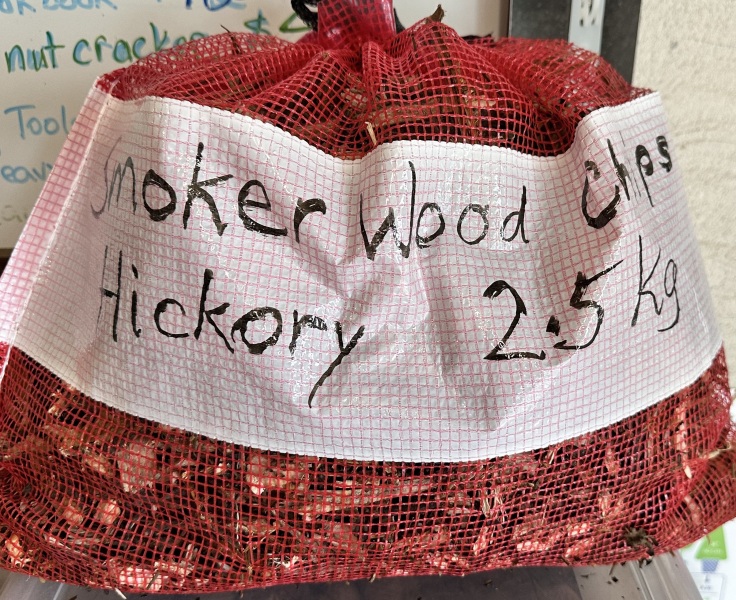 nut cracker $
Tool
Smoker Wood Chips
Hickory 2.5 Kg